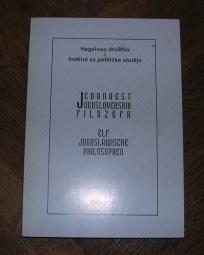 Hegelovo društvo
i
Institut za političke studije
JEDANAEST
JUGOSLOVENSKIH
FILOZOFA
ELF
JUGOSLAWISCHE
PHILOSOPHEN